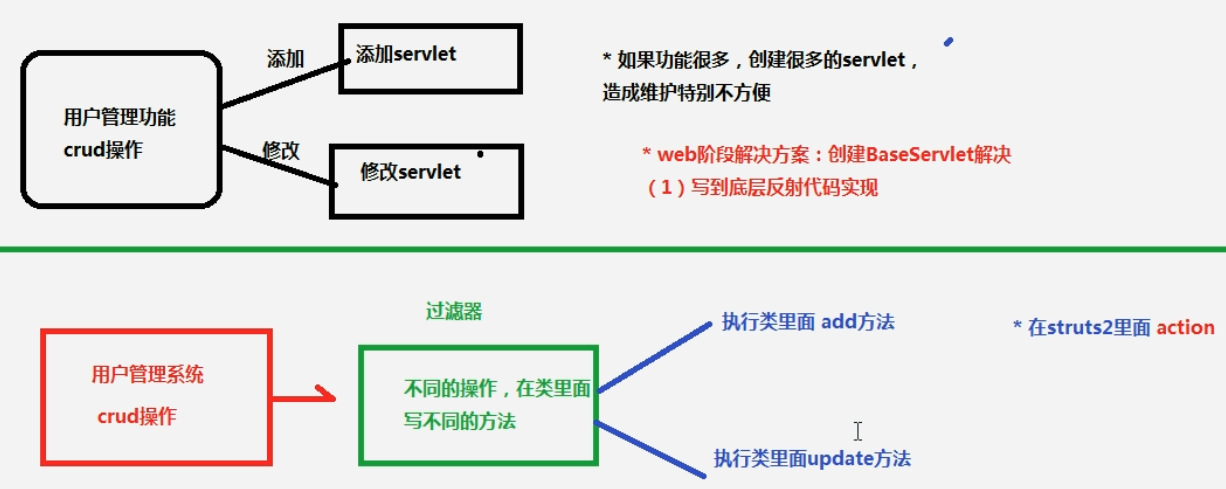 添加
添加servlet
用户管理功能
crud操作
修改
修改servlet
* 如果功能很多，创建很多的servlet，
造成维护特别不方便
* web阶段解决方案：创建BaseServlet解决
（1）写到底层反射代码实现
过滤器
用户管理系统
crud操作
不同的操作，在类里面
写不同的方法
执行类里面 add方法
* 在struts2里面 action
执行类里面update方法